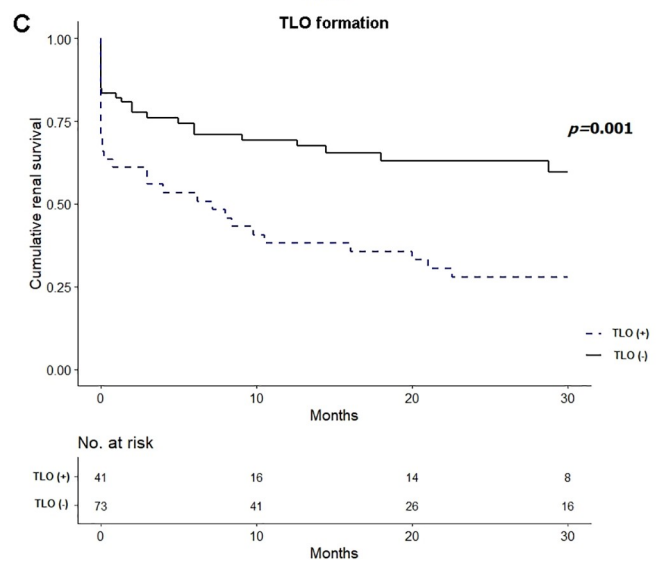 C
TLO formation
1.00
0.75
0.50
0.25
0.00
Cumulative renal survival
p=0.001
TLO (+)
TLO (-)
0 10 20 30
Months
No. at risk
TLO (+) 41 16 14 8
TLO (-) 73 41 26 16
0 10 20 30
Months